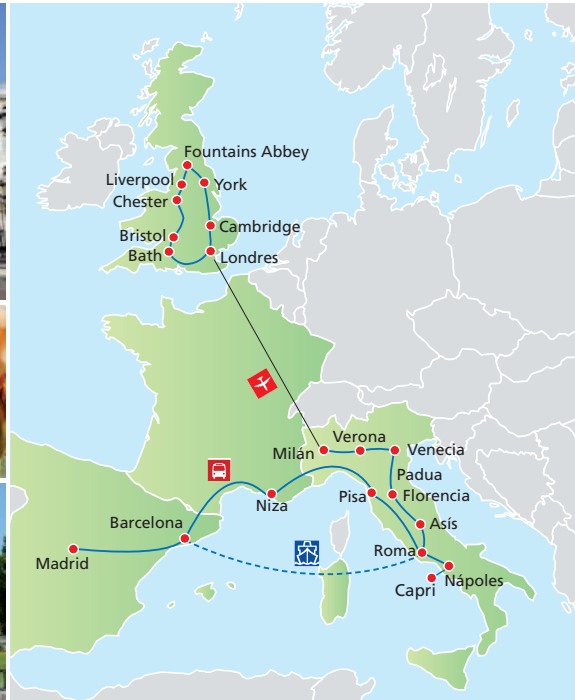 Fountains Abbey
Liverpool
York
Chester
Cambridge
Bristol
Bath
Londres
Milán
Verona
Venecia
Padua
Pisa
Florencia
Niza
Asís
Barcelona
Roma
Madrid
Nápoles
Capri